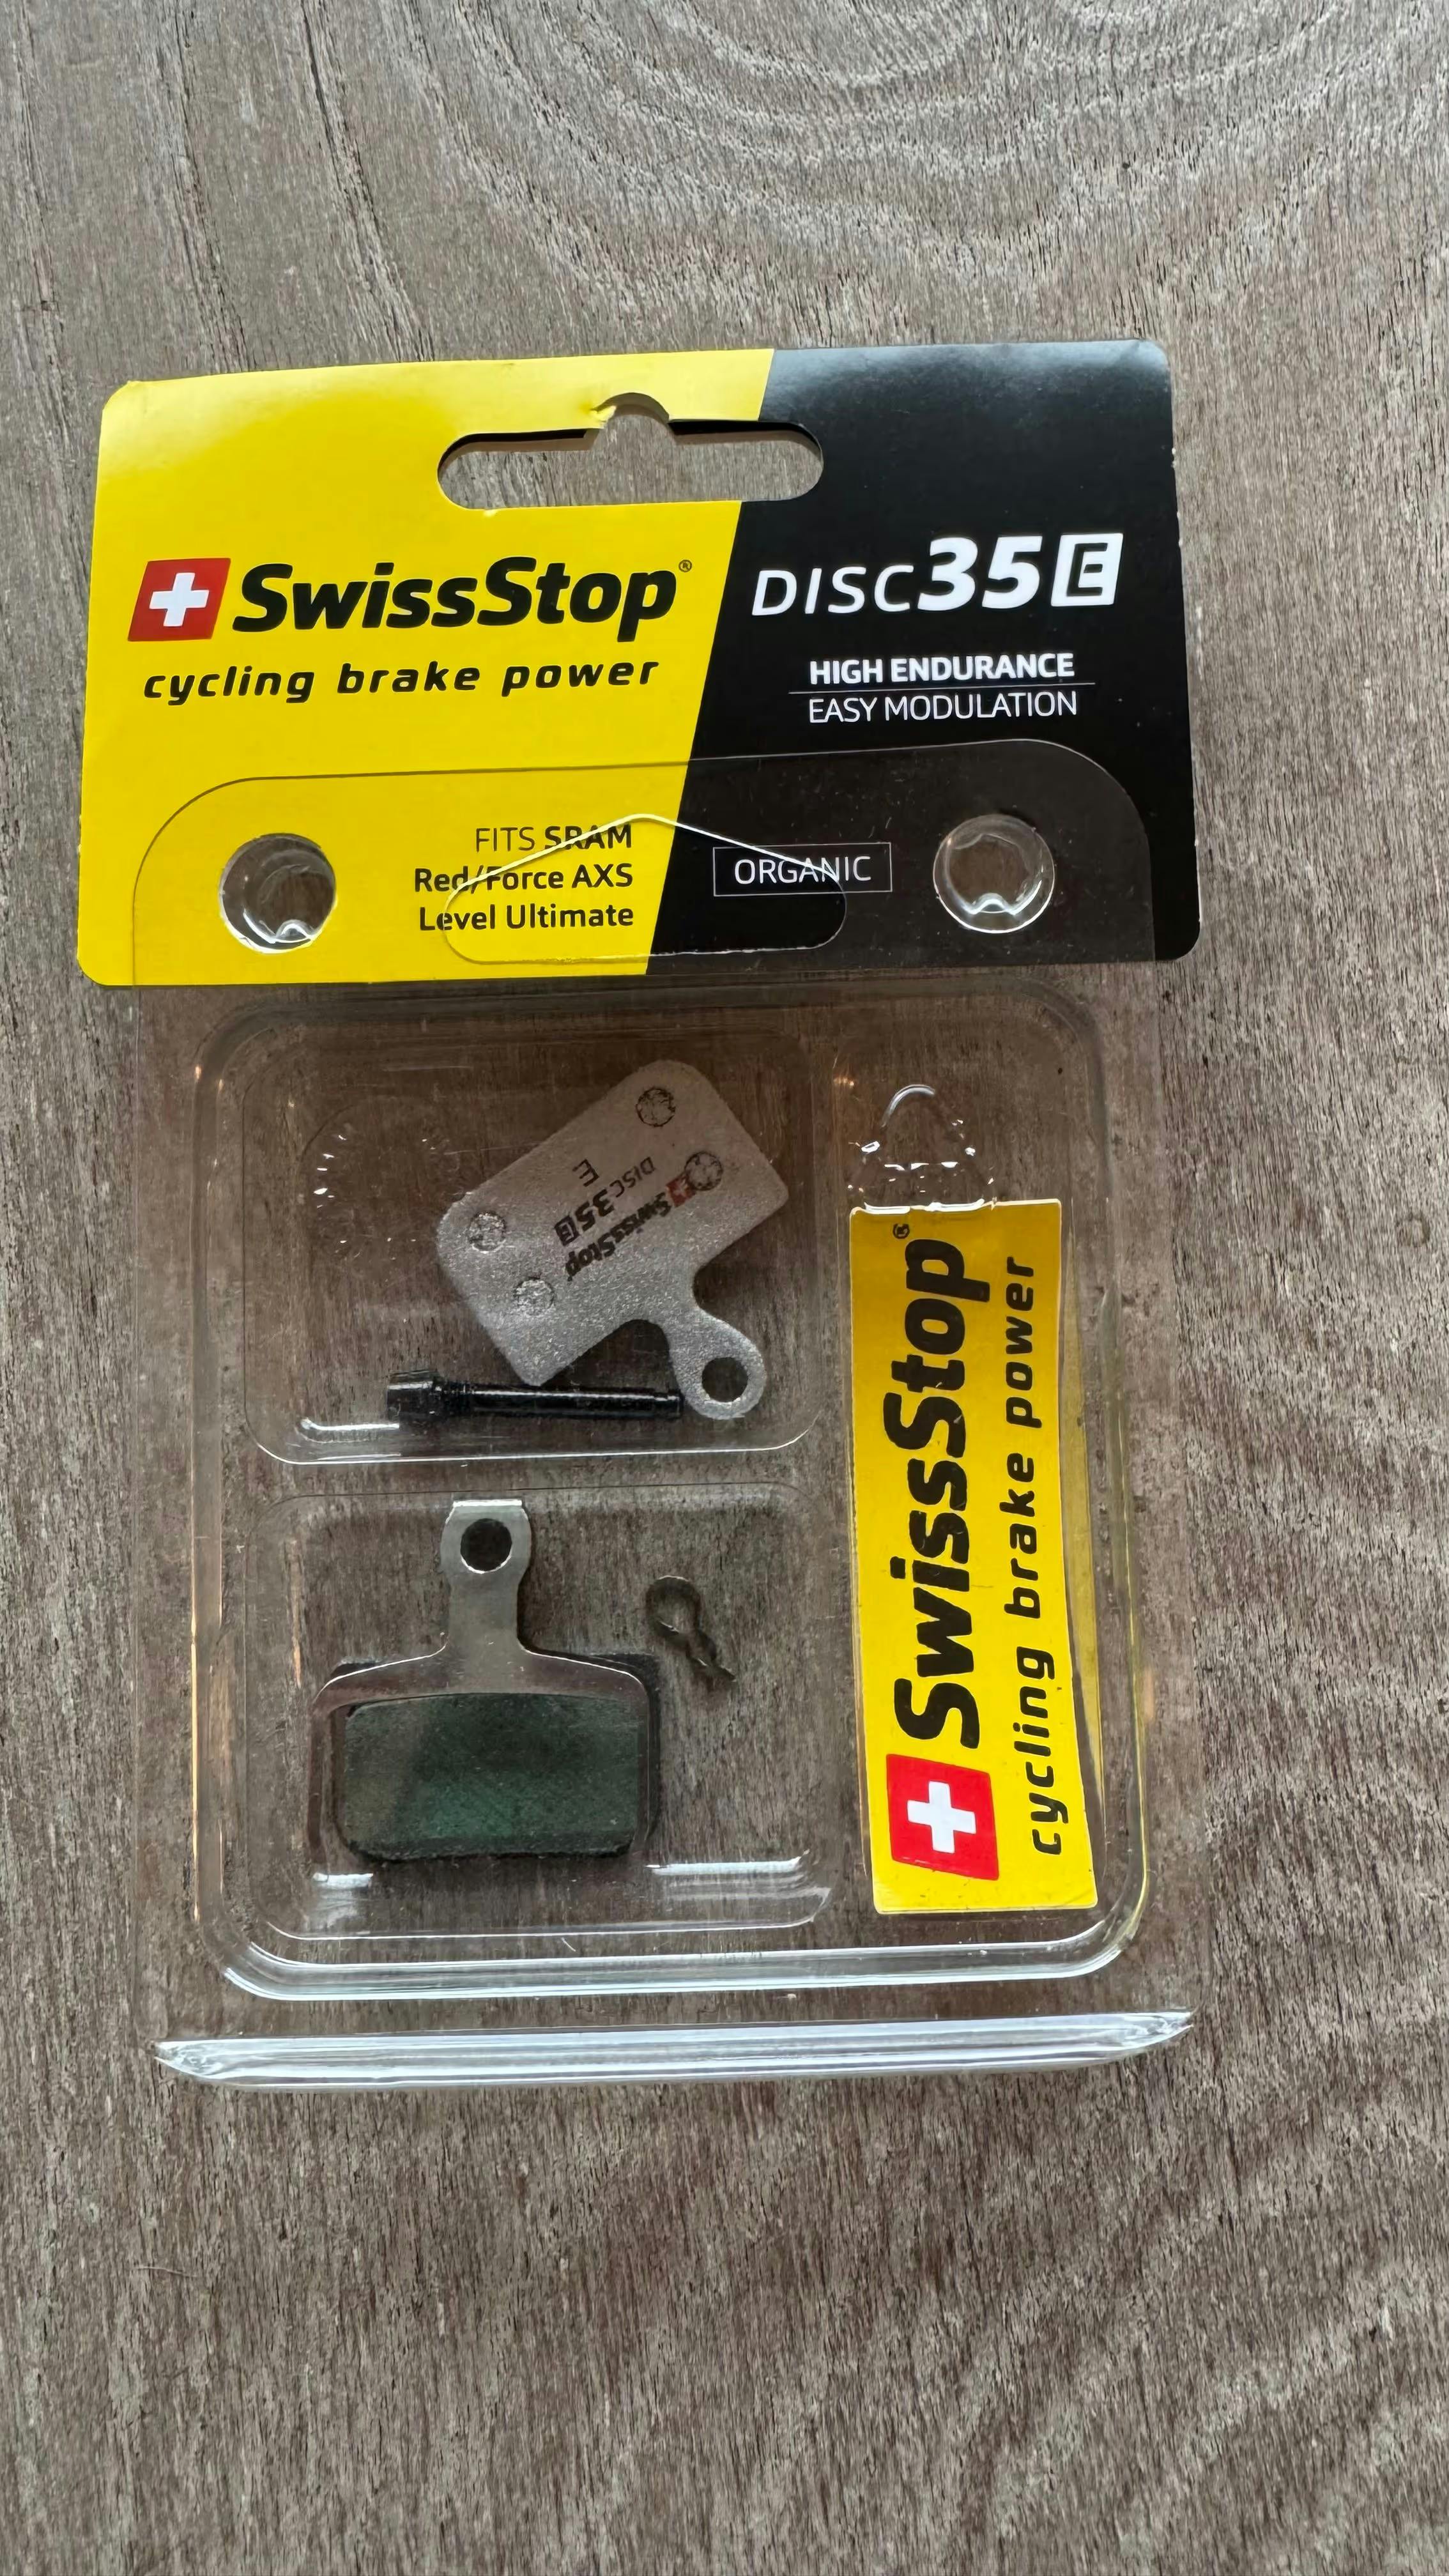 SwissStop®
cycling brake power
DISC35E
HIGH ENDURANCE
EASY MODULATION
FITS SRAM
Red/Force AXS
Level Ultimate
ORGANIC
SwissStop
DISC35E
E
SwissStop®
cycling brake power